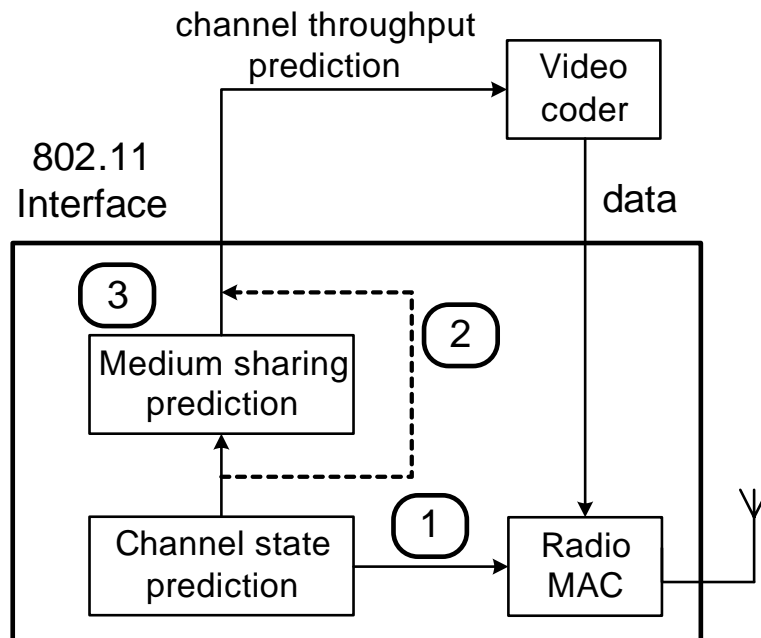 channel throughput
prediction
Video
coder
802.11
Interface
data
3
2
Medium sharing
prediction
1
Channel state
prediction
Radio
MAC